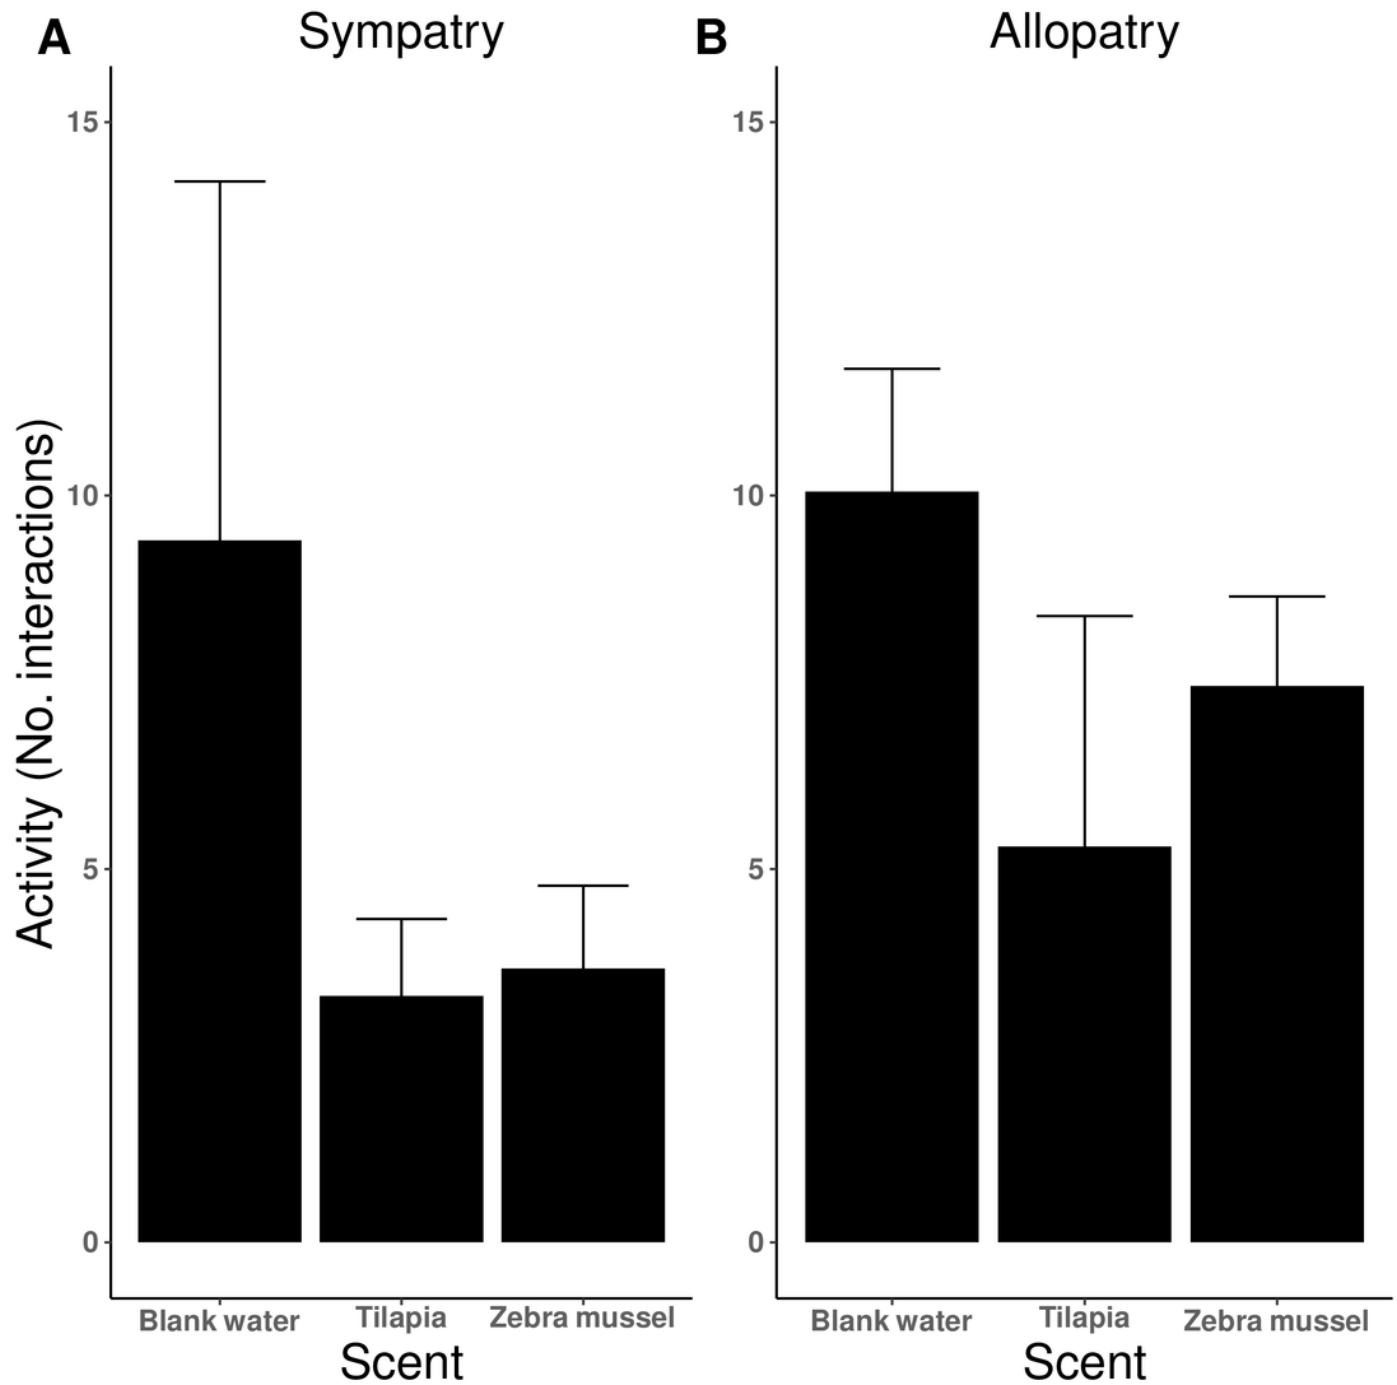 A Sympatry
15
10
5
0
Activity (No. interactions)
Blank water Tilapia Zebra mussel
Scent
B Allopatry
15
10
5
0
Blank water Tilapia Zebra mussel
Scent